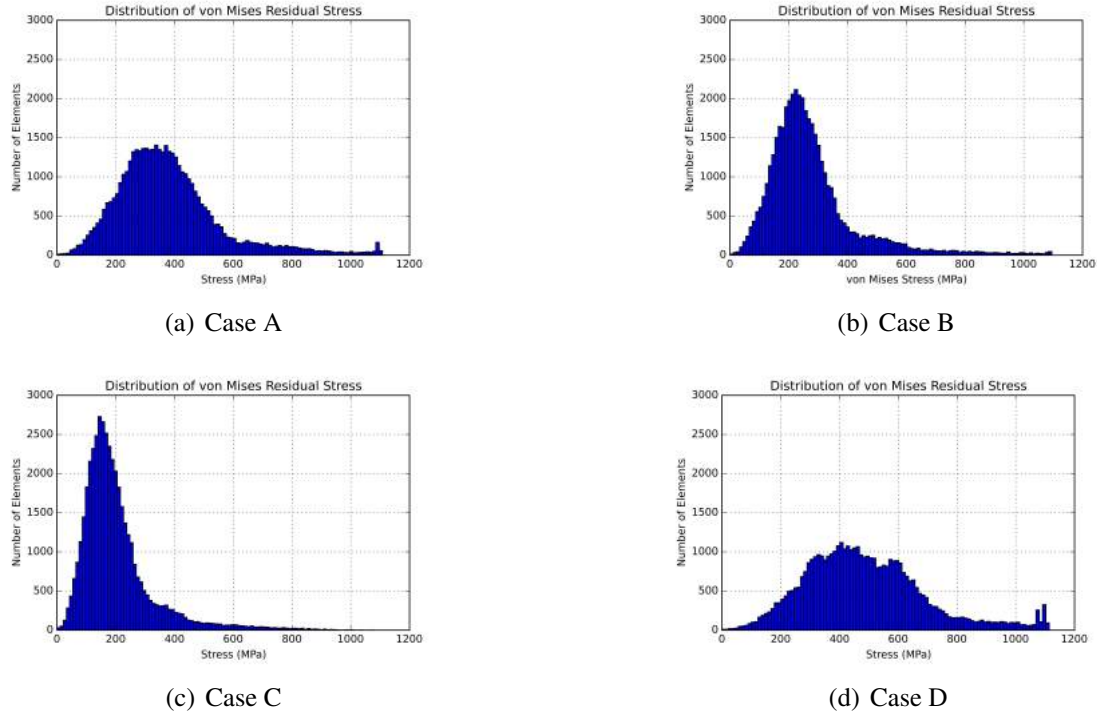 Distribution of von Mises Residual Stress
3000
2500
2000
1500
1000
500
0
Number of Elements
0 200 400 600 800 1000 1200
Stress (MPa)
(a) Case A
Distribution of von Mises Residual Stress
3000
2500
2000
1500
1000
500
0
Number of Elements
0 200 400 600 800 1000 1200
von Mises Stress (MPa)
(b) Case B
Distribution of von Mises Residual Stress
3000
2500
2000
1500
1000
500
0
Number of Elements
0 200 400 600 800 1000 1200
Stress (MPa)
(c) Case C
Distribution of von Mises Residual Stress
3000
2500
2000
1500
1000
500
0
Number of Elements
0 200 400 600 800 1000 1200
Stress (MPa)
(d) Case D